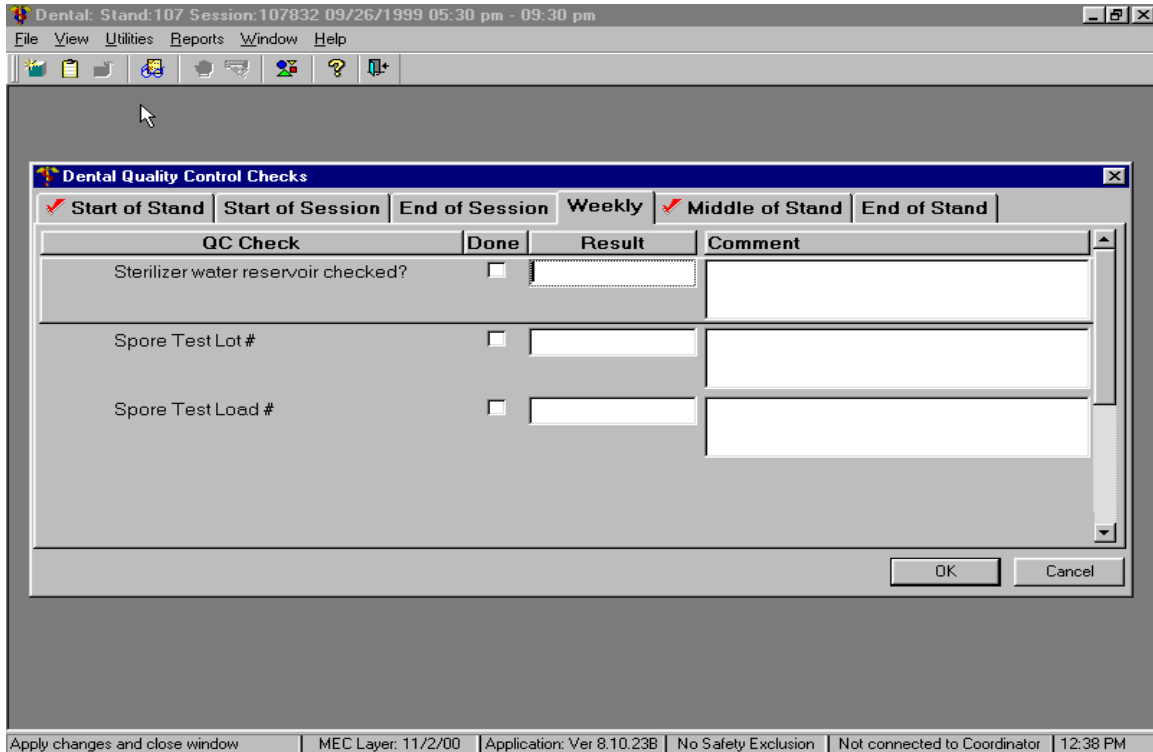 Dental: Stand:107 Session:107832 09/26/1999 05:30 pm - 09:30 pm
File View Utilities Reports Window Help
Dental Quality Control Checks
Start of Stand Start of Session End of Session Weekly Middle of Stand End of Stand
QC Check Done Result Comment
Sterilizer water reservoir checked?
Spore Test Lot #
Spore Test Load #
OK Cancel
Apply changes and close window MEC Layer: 11/2/00 Application: Ver 8.10.23B No Safety Exclusion Not connected to Coordinator 12:38 PM